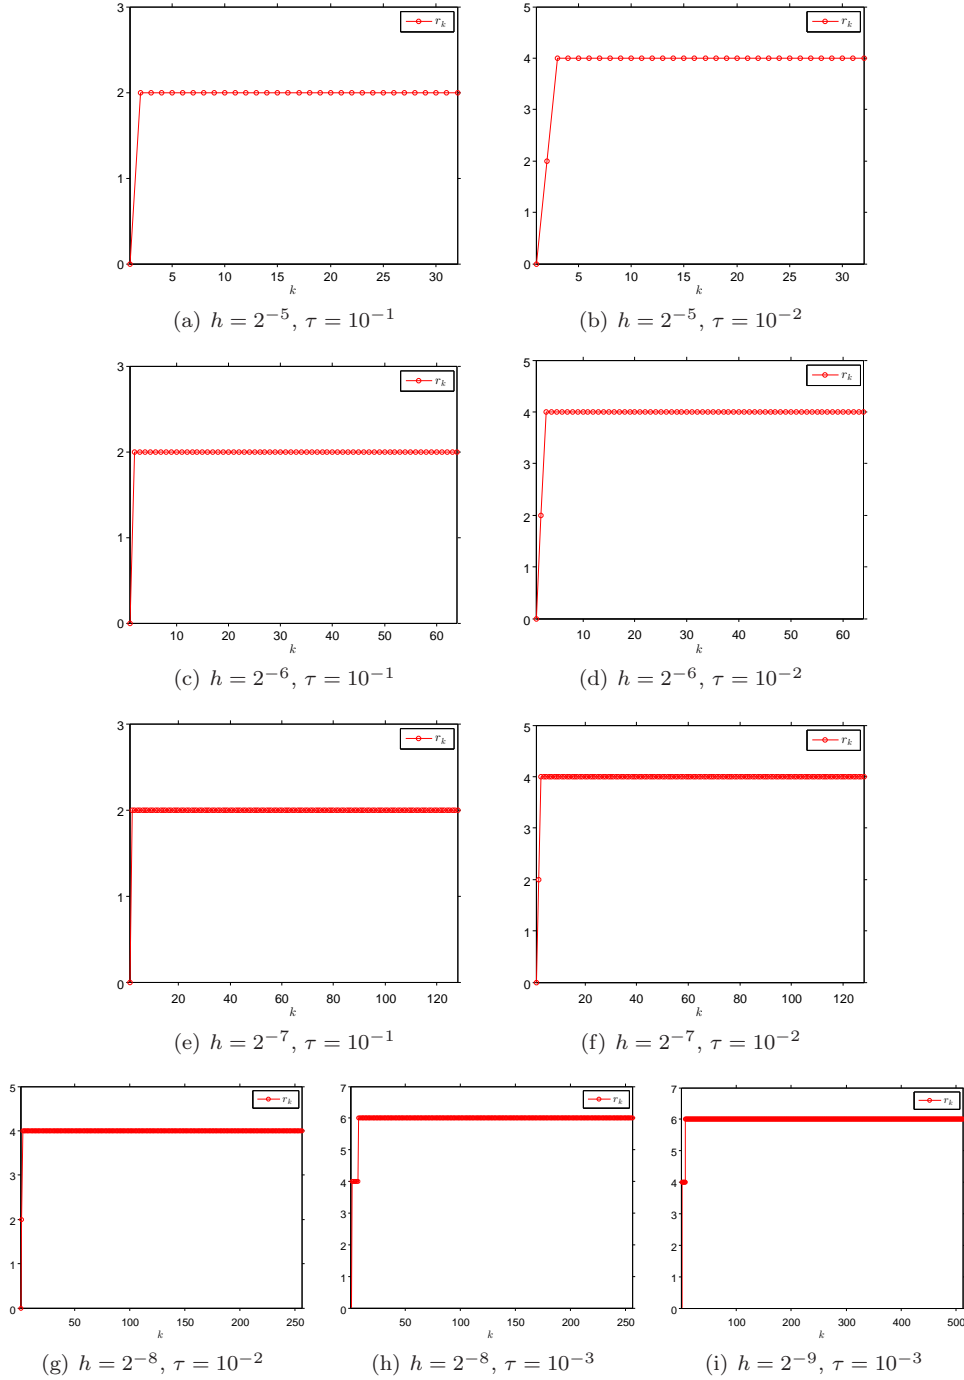 3
2
1
0
5 10 15 20 25 30
k
r_k
(a) h = 2^{-5}, τ = 10^{-1}
5
4
3
2
1
0
5 10 15 20 25 30
k
r_k
(b) h = 2^{-5}, τ = 10^{-2}
3
2
1
0
10 20 30 40 50 60
k
r_k
(c) h = 2^{-6}, τ = 10^{-1}
5
4
3
2
1
0
10 20 30 40 50 60
k
r_k
(d) h = 2^{-6}, τ = 10^{-2}
3
2
1
0
20 40 60 80 100 120
k
r_k
(e) h = 2^{-7}, τ = 10^{-1}
5
4
3
2
1
0
20 40 60 80 100 120
k
r_k
(f) h = 2^{-7}, τ = 10^{-2}
5
4
3
2
1
0
50 100 150 200 250
k
r_k
(g) h = 2^{-8}, τ = 10^{-2}
7
6
5
4
3
2
1
0
50 100 150 200 250
k
r_k
(h) h = 2^{-8}, τ = 10^{-3}
7
6
5
4
3
2
1
0
100 200 300 400 500
k
r_k
(i) h = 2^{-9}, τ = 10^{-3}